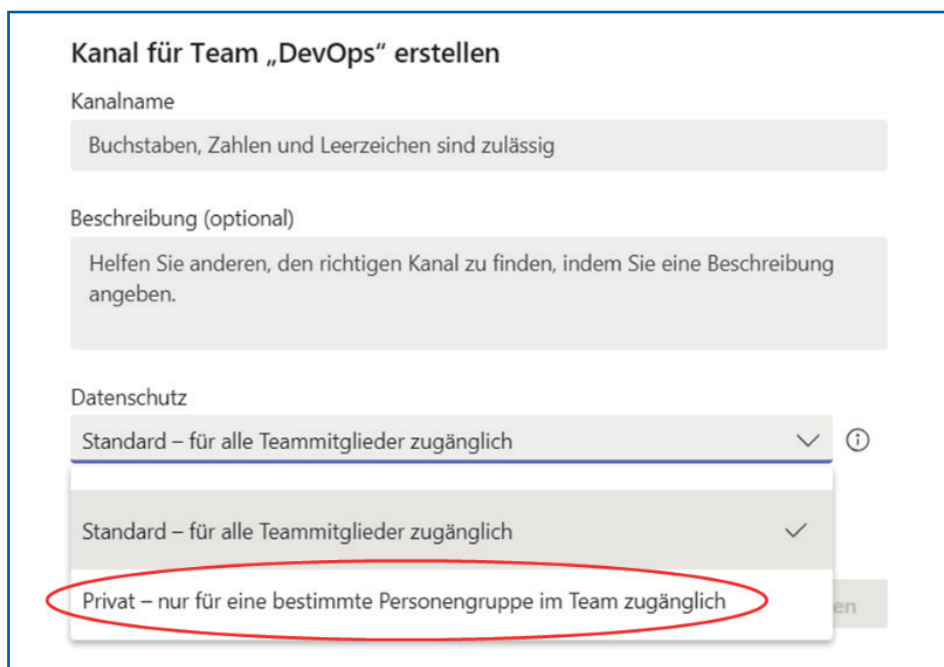 Kanal für Team „DevOps“ erstellen
Kanalname
Buchstaben, Zahlen und Leerzeichen sind zulässig
Beschreibung (optional)
Helfen Sie anderen, den richtigen Kanal zu finden, indem Sie eine Beschreibung
angeben.
Datenschutz
Standard – für alle Teammitglieder zugänglich
Standard – für alle Teammitglieder zugänglich
Privat – nur für eine bestimmte Personengruppe im Team zugänglich